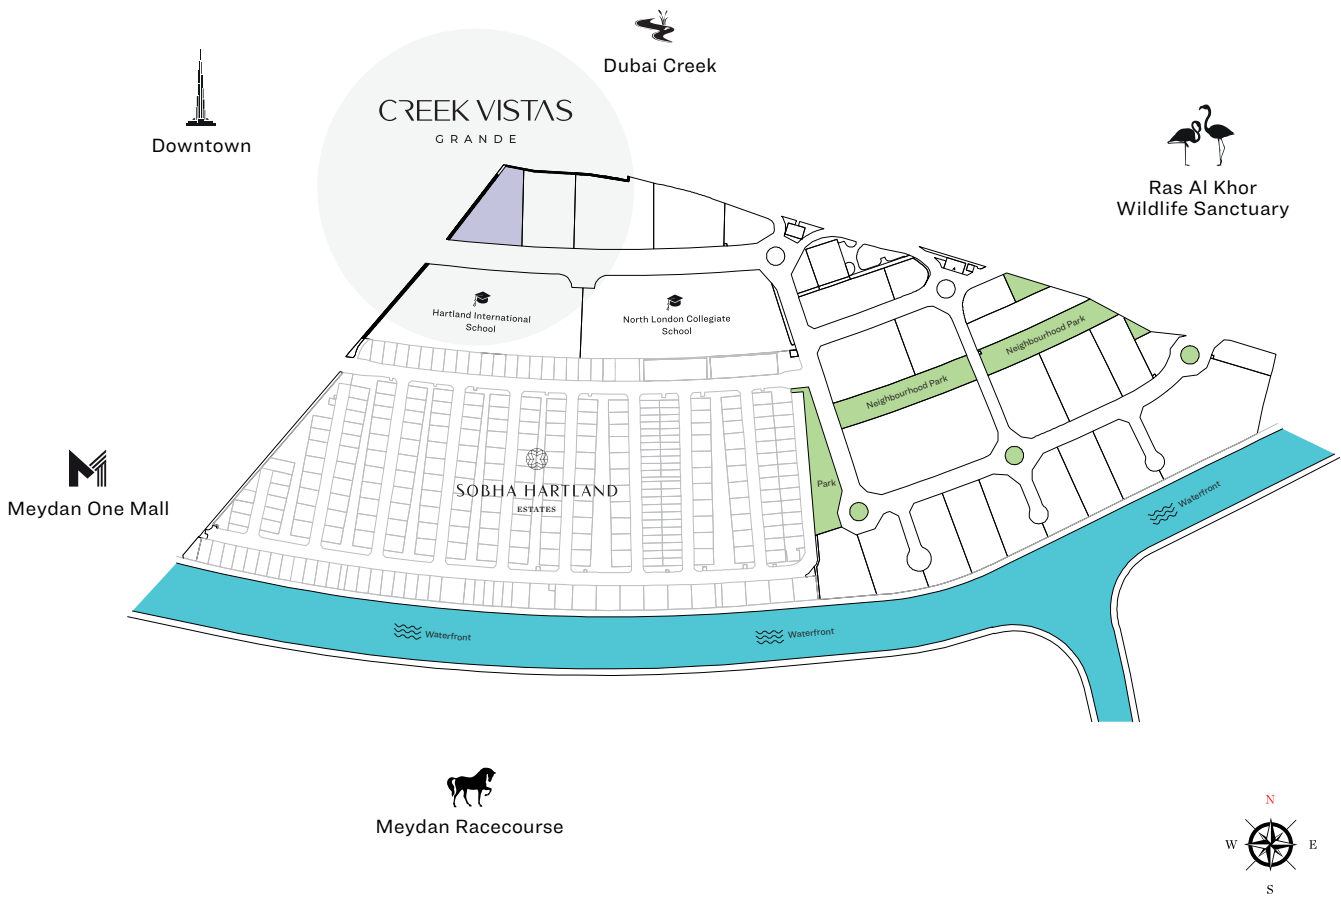 Dubai Creek
CREEK VISTAS
GRANDE
Downtown
Ras Al Khor
Wildlife Sanctuary
Hartland International
School
North London Collegiate
School
Neighbourhood Park
Neighbourhood Park
Park
SOBHA HARTLAND
ESTATES
Meydan One Mall
Waterfront
Waterfront
Waterfront
Meydan Racecourse
N
W
E
S